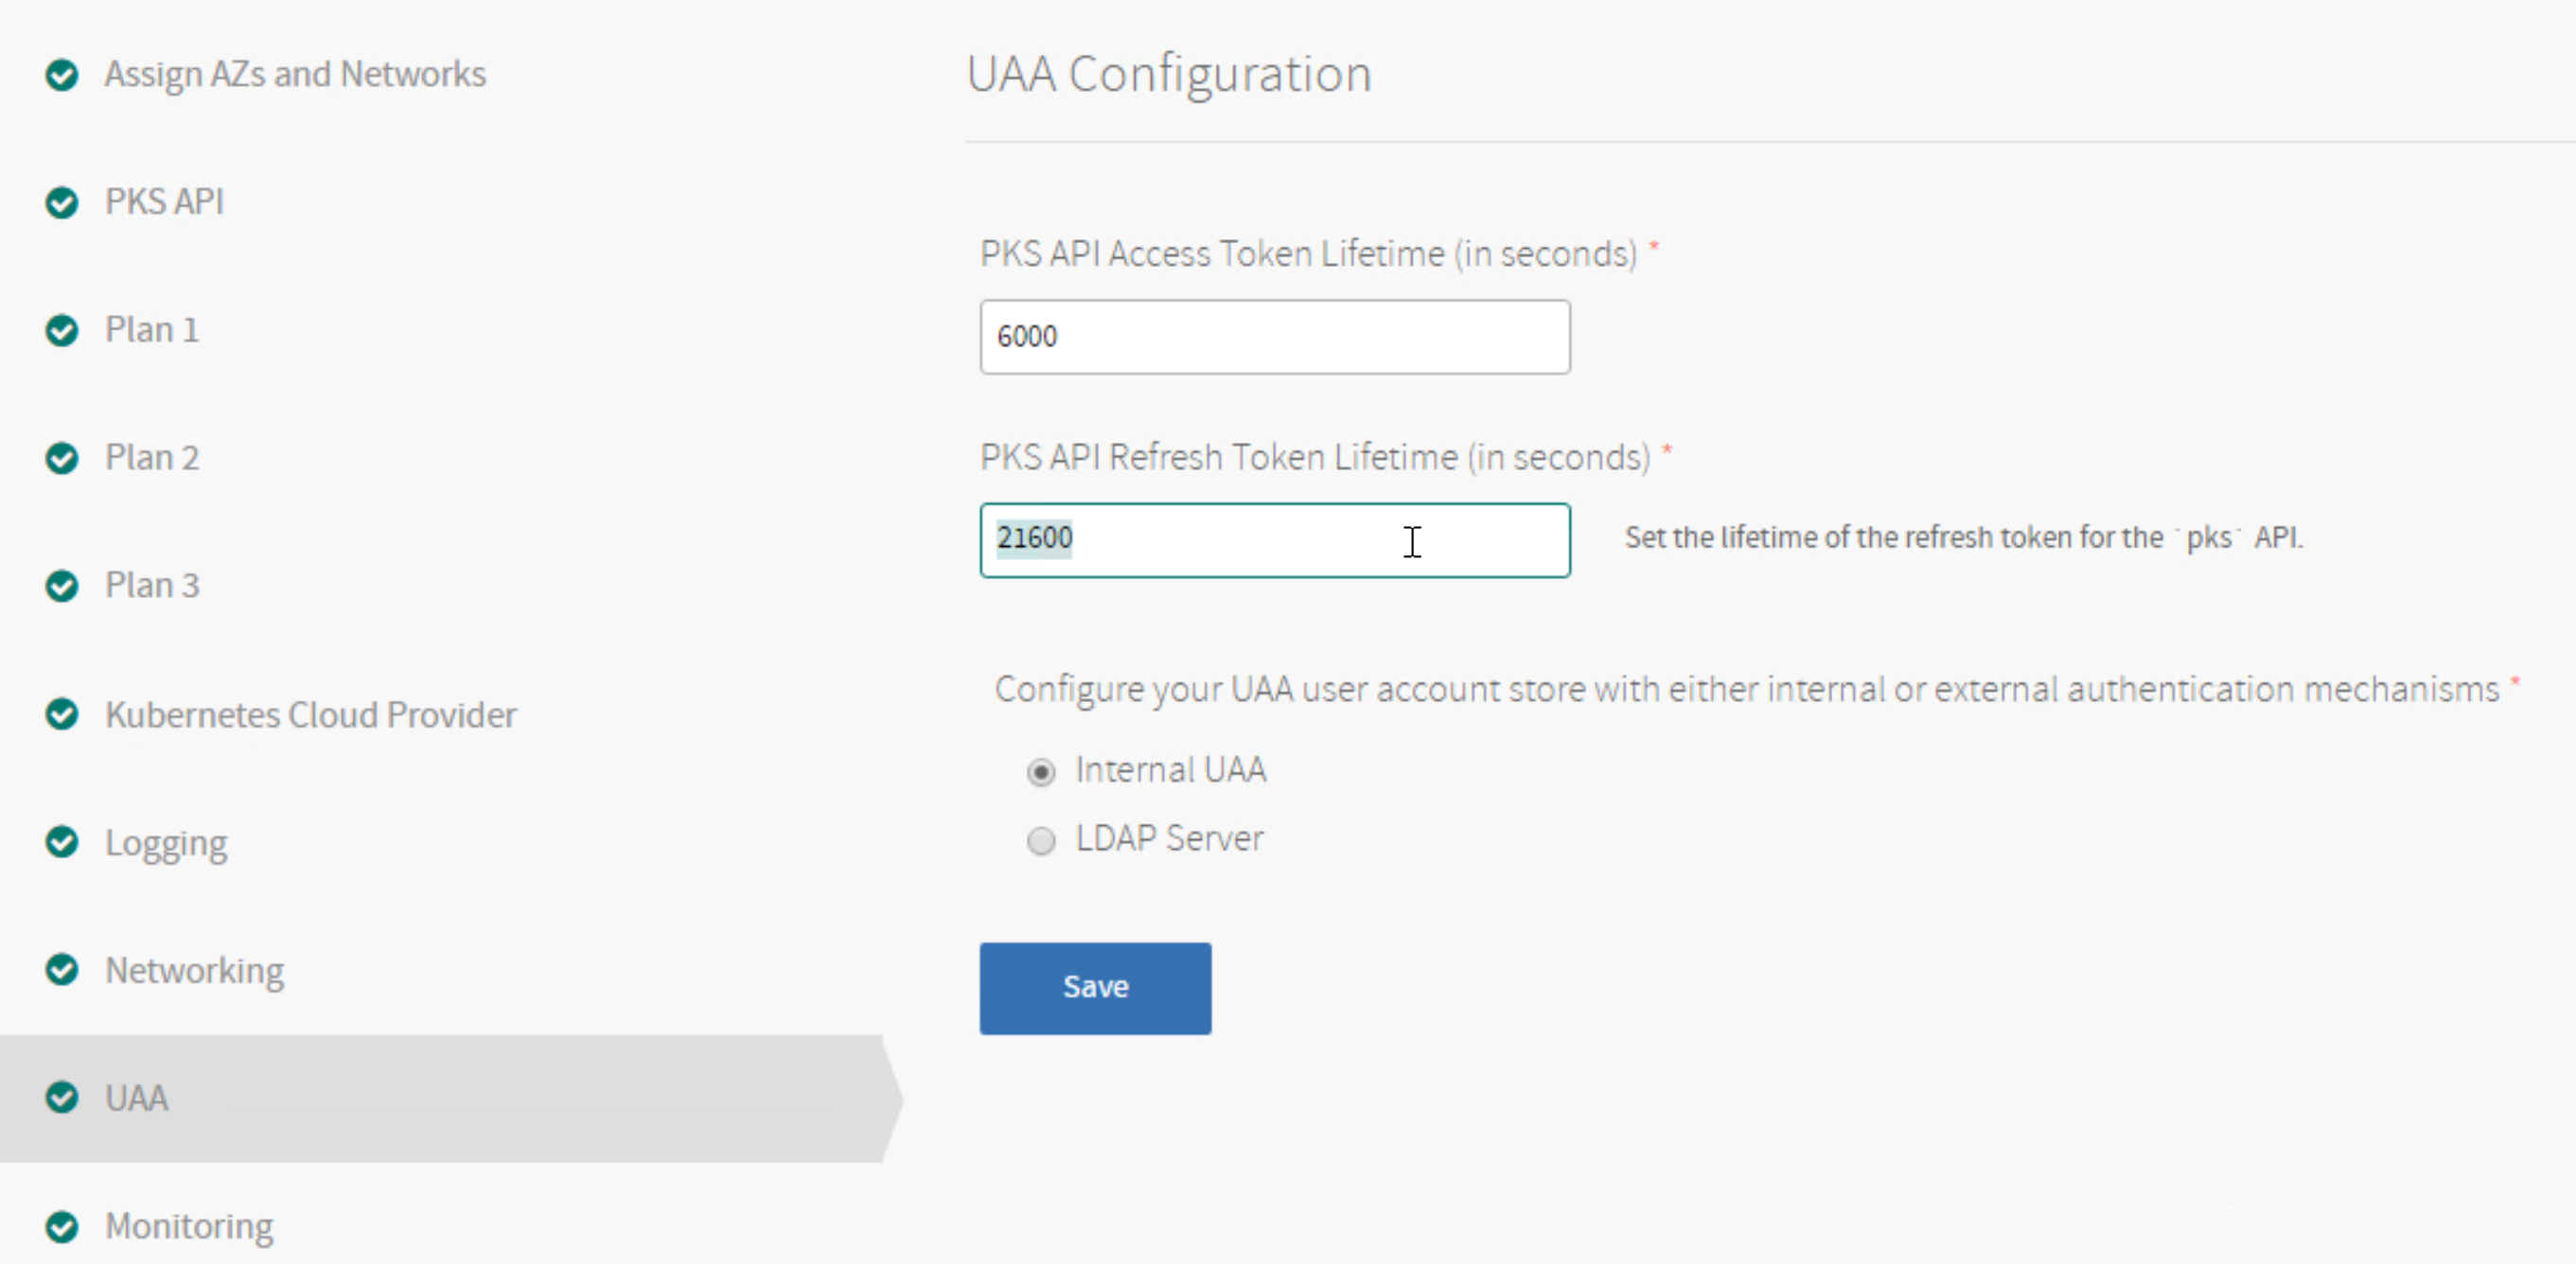 Assign AZs and Networks
PKS API
Plan 1
Plan 2
Plan 3
Kubernetes Cloud Provider
Logging
Networking
UAA
Monitoring
UAA Configuration
PKS API Access Token Lifetime (in seconds) *
6000
PKS API Refresh Token Lifetime (in seconds) *
21600
Set the lifetime of the refresh token for the `pks` API.
Configure your UAA user account store with either internal or external authentication mechanisms *
Internal UAA
LDAP Server
Save